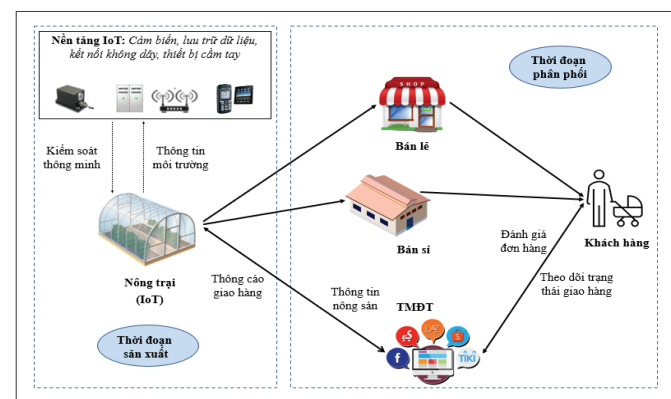 Nền tảng IoT: Cảm biến, lưu trữ dữ liệu,
kết nối không dây, thiết bị cầm tay
Thời đoạn
phân phối
SHOP
Bán lẻ
Kiểm soát
thông minh
Thông tin
môi trường
Bán sỉ
Đánh giá
đơn hàng
Khách hàng
Nông trại
(IoT)
Thông cáo
giao hàng
Thông tin
nông sản
TMĐT
Theo dõi trạng
thái giao hàng
Thời đoạn
sản xuất
f
TIKI